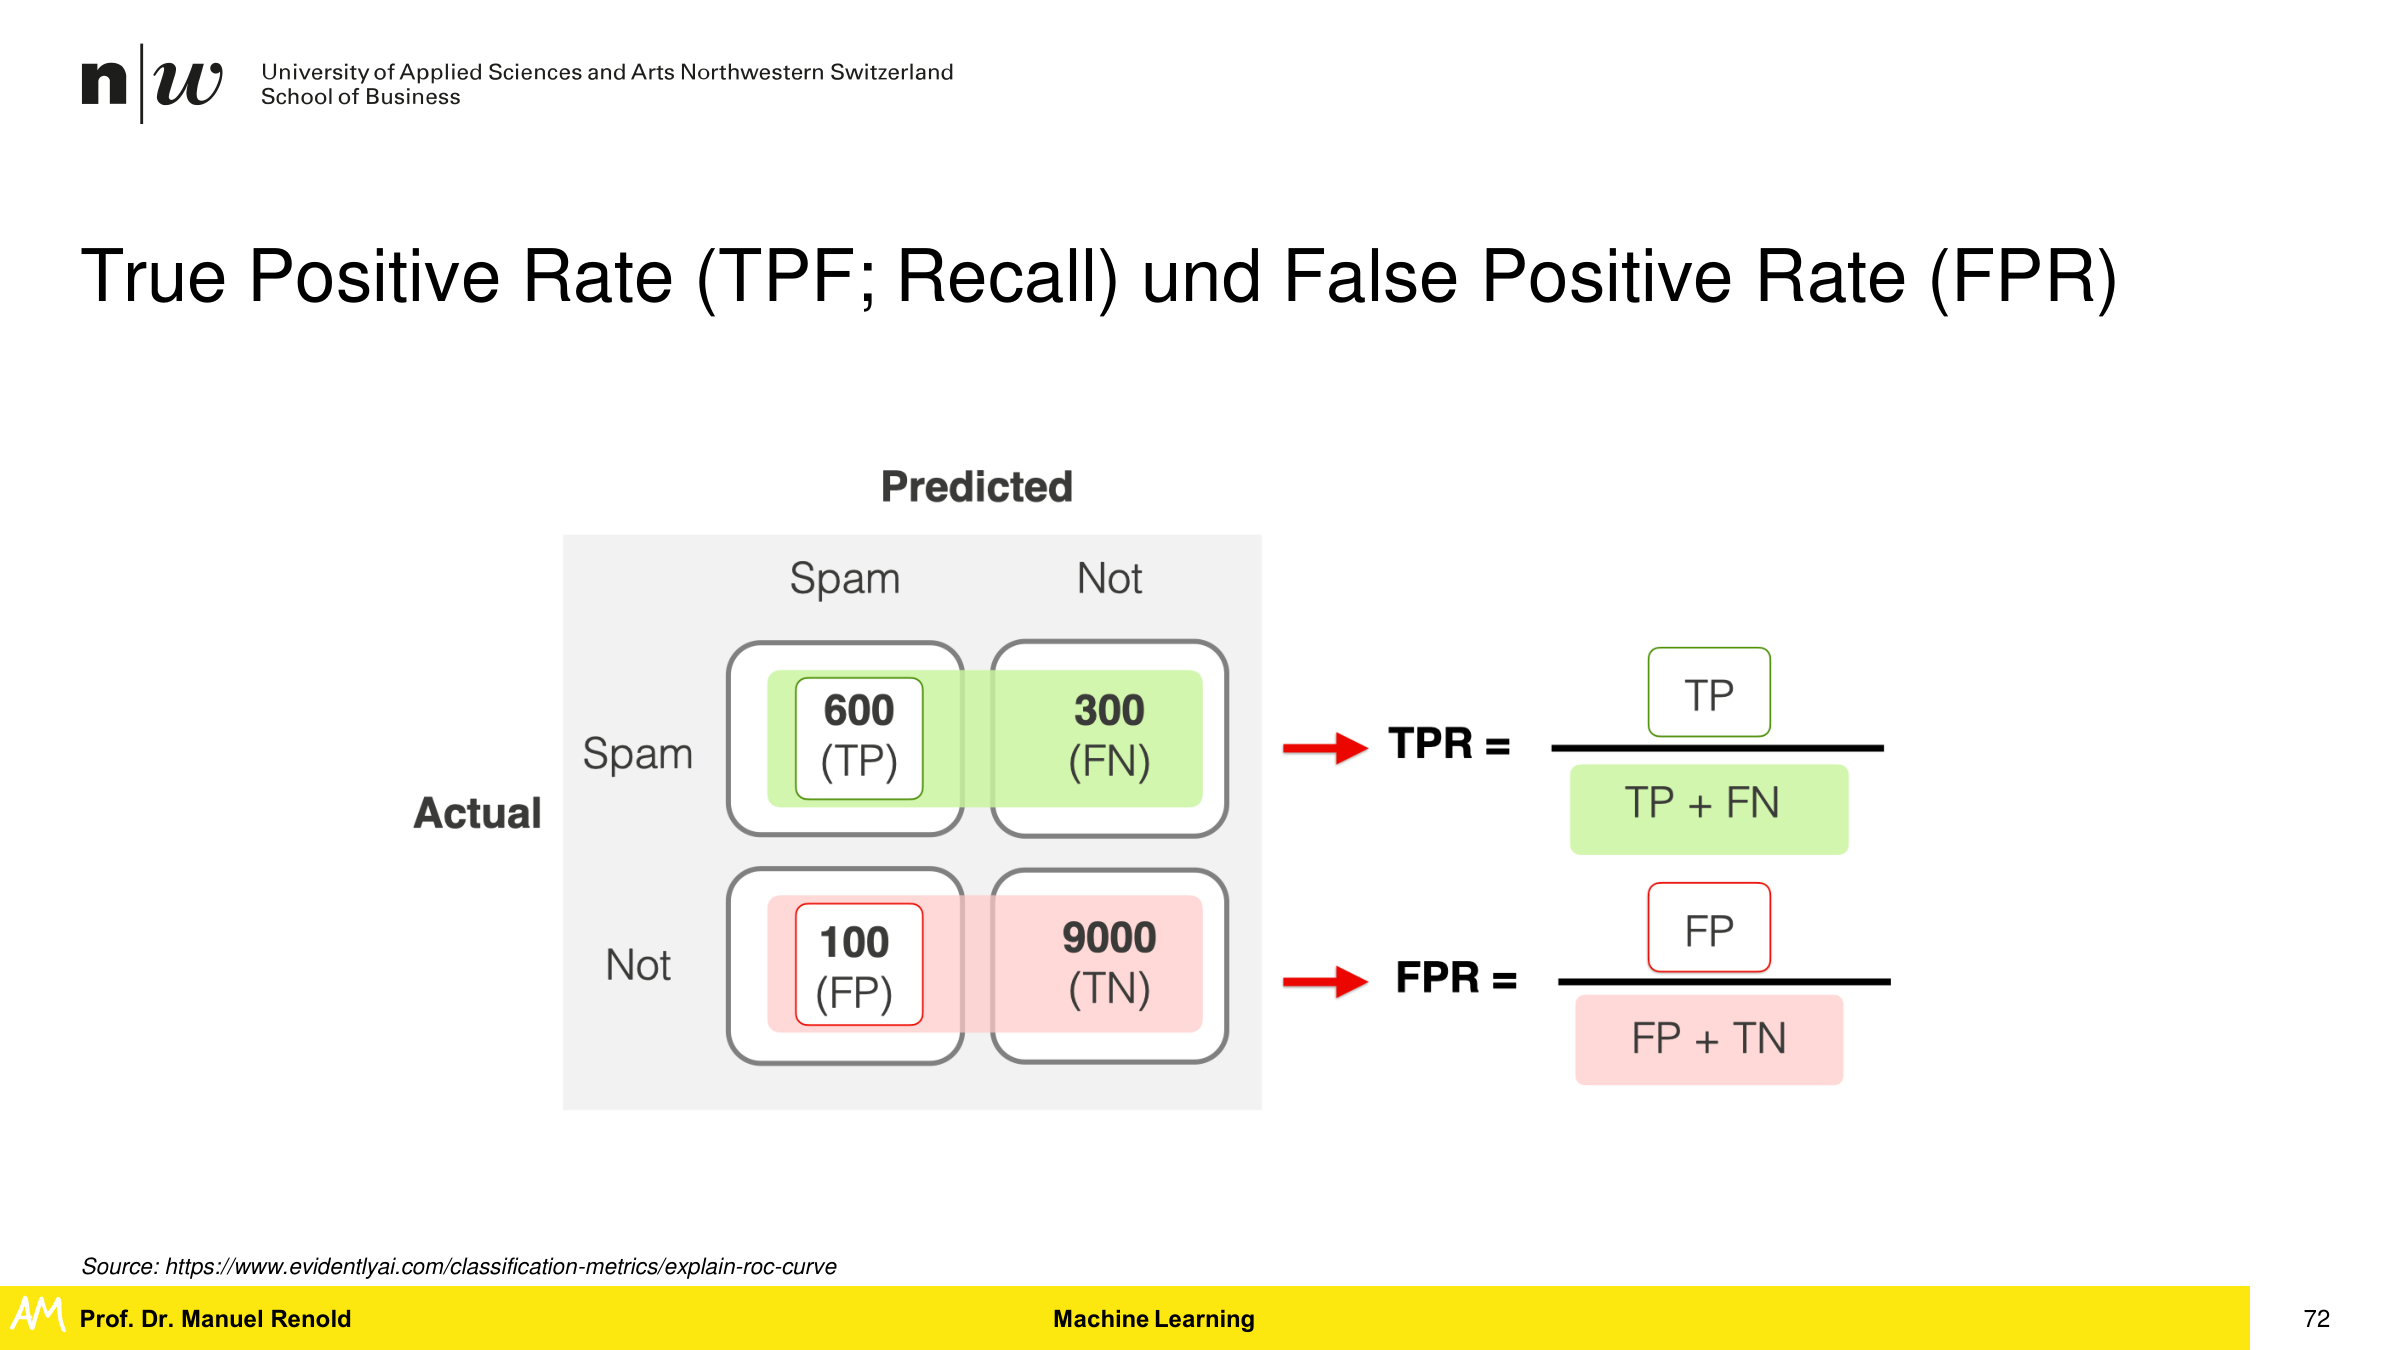 n|w University of Applied Sciences and Arts Northwestern Switzerland
School of Business
True Positive Rate (TPF; Recall) und False Positive Rate (FPR)
Predicted
Spam Not
Actual
Spam
600 300
(TP) (FN)
Not
100 9000
(FP) (TN)
TPR =
TP
TP + FN
FPR =
FP
FP + TN
Source: https://www.evidentlyai.com/classification-metrics/explain-roc-curve
AM Prof. Dr. Manuel Renold Machine Learning 72